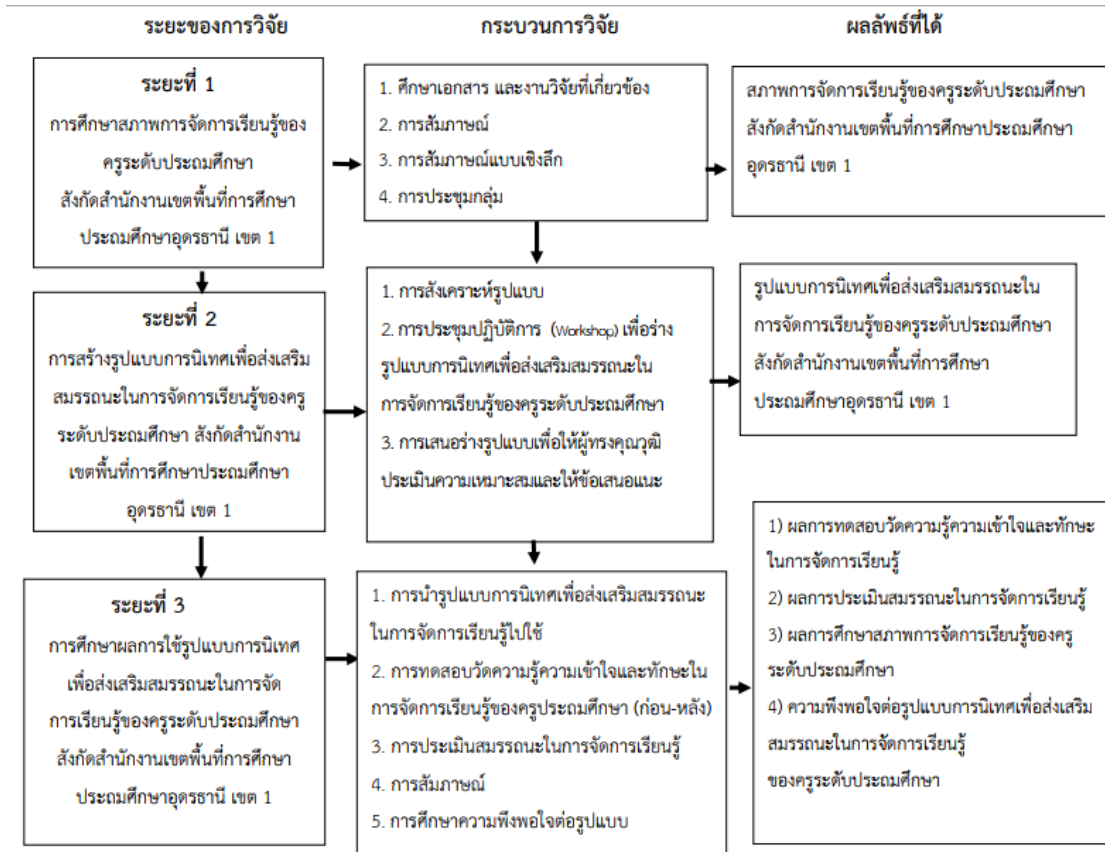 ระยะของการวิจัย
กระบวนการวิจัย
ผลลัพธ์ที่ได้
ระยะที่ 1
การศึกษาสภาพการจัดการเรียนรู้ของ
ครูระดับประถมศึกษา
สังกัดสำนักงานเขตพื้นที่การศึกษา
ประถมศึกษาอุดรธานี เขต 1
1. ศึกษาเอกสาร และงานวิจัยที่เกี่ยวข้อง
2. การสัมภาษณ์
3. การสัมภาษณ์แบบเชิงลึก
4. การประชุมกลุ่ม
สภาพการจัดการเรียนรู้ของครูระดับประถมศึกษา
สังกัดสำนักงานเขตพื้นที่การศึกษาประถมศึกษา
อุดรธานี เขต 1
ระยะที่ 2
การสร้างรูปแบบการนิเทศเพื่อส่งเสริม
สมรรถนะในการจัดการเรียนรู้ของครู
ระดับประถมศึกษา สังกัดสำนักงาน
เขตพื้นที่การศึกษาประถมศึกษา
อุดรธานี เขต 1
1. การสังเคราะห์รูปแบบ
2. การประชุมปฏิบัติการ (Workshop) เพื่อร่าง
รูปแบบการนิเทศเพื่อส่งเสริมสมรรถนะใน
การจัดการเรียนรู้ของครูระดับประถมศึกษา
3. การเสนอร่างรูปแบบเพื่อให้ผู้ทรงคุณวุฒิ
ประเมินความเหมาะสมและให้ข้อเสนอแนะ
รูปแบบการนิเทศเพื่อส่งเสริมสมรรถนะใน
การจัดการเรียนรู้ของครูระดับประถมศึกษา
สังกัดสำนักงานเขตพื้นที่การศึกษา
ประถมศึกษาอุดรธานี เขต 1
ระยะที่ 3
การศึกษาผลการใช้รูปแบบการนิเทศ
เพื่อส่งเสริมสมรรถนะในการจัด
การเรียนรู้ของครูระดับประถมศึกษา
สังกัดสำนักงานเขตพื้นที่การศึกษา
ประถมศึกษาอุดรธานี เขต 1
1. การนำรูปแบบการนิเทศเพื่อส่งเสริมสมรรถนะ
ในการจัดการเรียนรู้ไปใช้
2. การทดสอบวัดความรู้ความเข้าใจและทักษะใน
การจัดการเรียนรู้ของครูประถมศึกษา (ก่อน-หลัง)
3. การประเมินสมรรถนะในการจัดการเรียนรู้
4. การสัมภาษณ์
5. การศึกษาความพึงพอใจต่อรูปแบบ
1) ผลการทดสอบวัดความรู้ความเข้าใจและทักษะ
ในการจัดการเรียนรู้
2) ผลการประเมินสมรรถนะในการจัดการเรียนรู้
3) ผลการศึกษาสภาพการจัดการเรียนรู้ของครู
ระดับประถมศึกษา
4) ความพึงพอใจต่อรูปแบบการนิเทศเพื่อส่งเสริม
สมรรถนะในการจัดการเรียนรู้
ของครูระดับประถมศึกษา